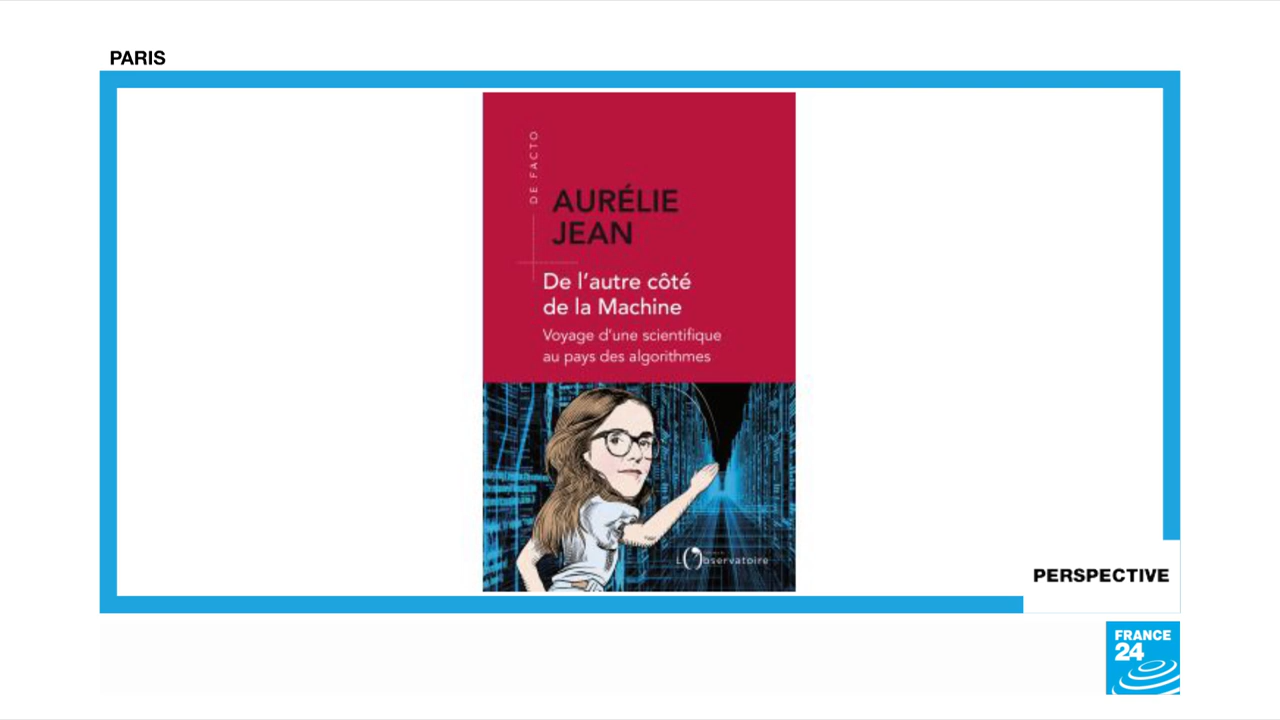 PARIS
DE FACTO
AURÉLIE
JEAN
De l'autre côté
de la Machine
Voyage d'une scientifique
au pays des algorithmes
L'Observatoire
PERSPECTIVE
FRANCE
24